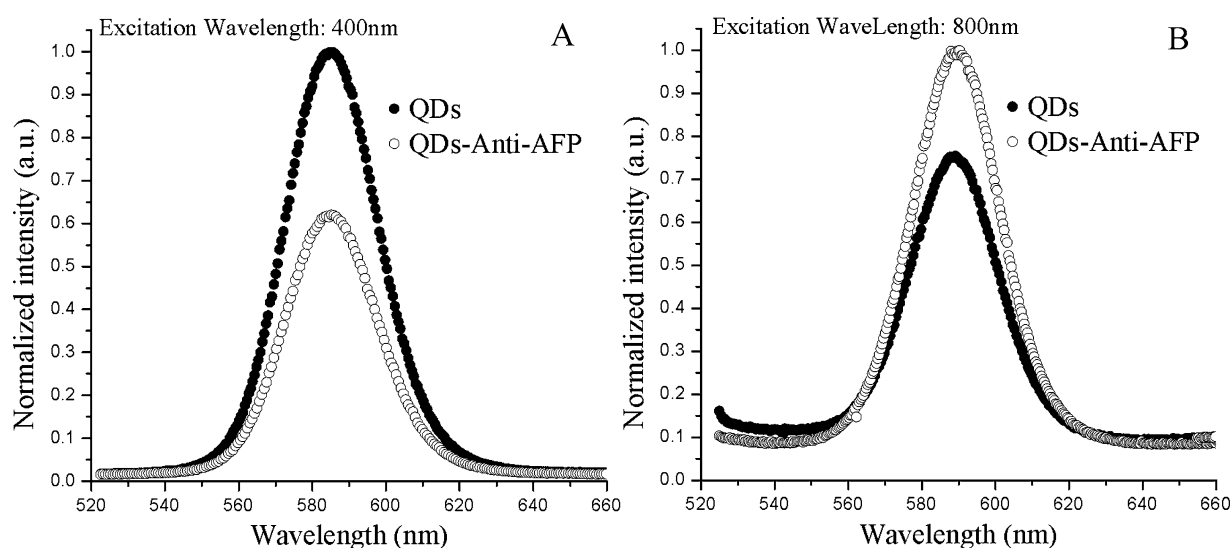 Excitation Wavelength: 400nm
A
QDs
QDs-Anti-AFP
Normalized intensity (a.u.)
1.0
0.9
0.8
0.7
0.6
0.5
0.4
0.3
0.2
0.1
0.0
520 540 560 580 600 620 640 660
Wavelength (nm)
Excitation WaveLength: 800nm
B
QDs
QDs-Anti-AFP
Normalized intensity (a.u.)
1.0
0.9
0.8
0.7
0.6
0.5
0.4
0.3
0.2
0.1
0.0
520 540 560 580 600 620 640 660
Wavelength (nm)